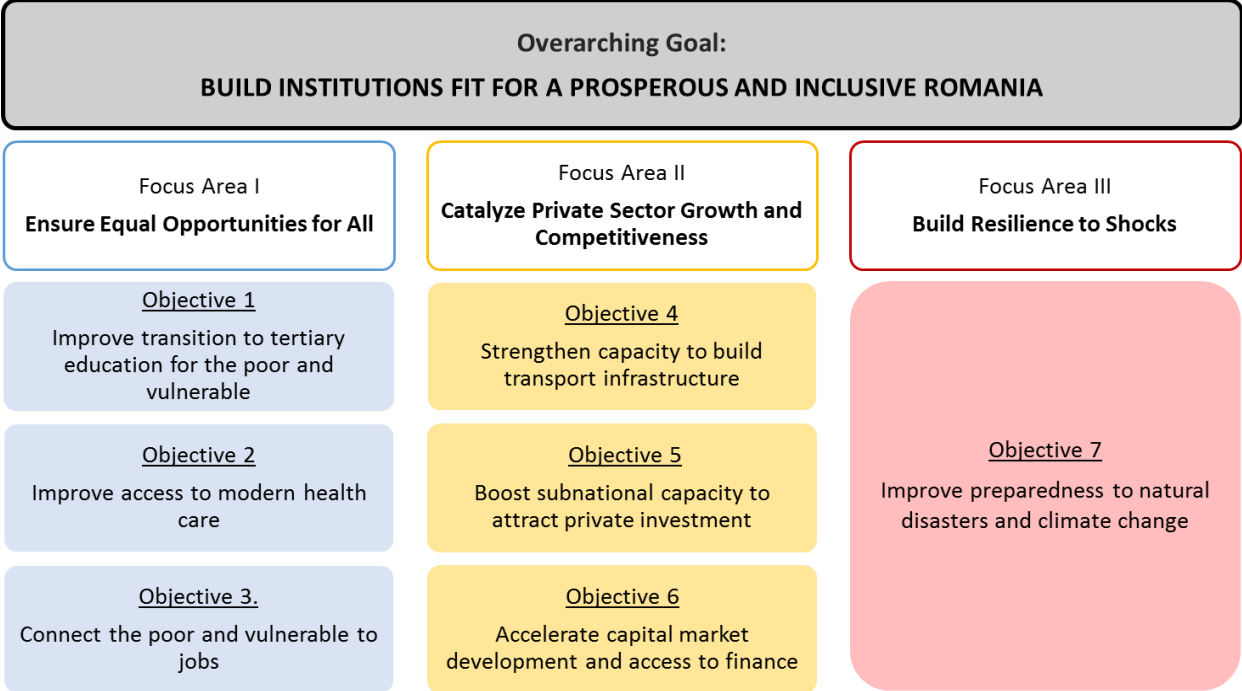 Overarching Goal:
BUILD INSTITUTIONS FIT FOR A PROSPEROUS AND INCLUSIVE ROMANIA
Focus Area I
Ensure Equal Opportunities for All
Focus Area II
Catalyze Private Sector Growth and
Competitiveness
Focus Area III
Build Resilience to Shocks
Objective 1
Improve transition to tertiary
education for the poor and
vulnerable
Objective 2
Improve access to modern health
care
Objective 3.
Connect the poor and vulnerable to
jobs
Objective 4
Strengthen capacity to build
transport infrastructure
Objective 5
Boost subnational capacity to
attract private investment
Objective 6
Accelerate capital market
development and access to finance
Objective 7
Improve preparedness to natural
disasters and climate change